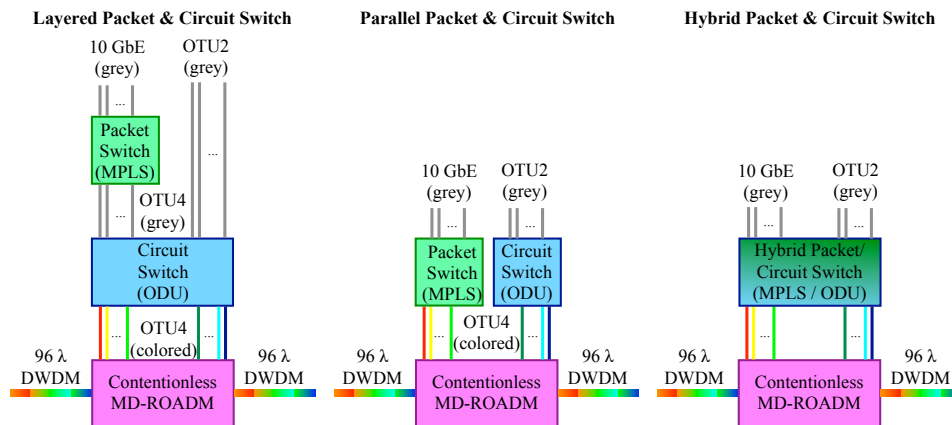 Layered Packet & Circuit Switch
10 GbE
(grey)
OTU2
(grey)
...
Packet
Switch
(MPLS)
...
...
OTU4
(grey)
Circuit
Switch
(ODU)
...
OTU4
(colored)
...
96 λ
DWDM
Contentionless
MD-ROADM
96 λ
DWDM
Parallel Packet & Circuit Switch
10 GbE
(grey)
OTU2
(grey)
...
...
Packet
Switch
(MPLS)
Circuit
Switch
(ODU)
...
OTU4
(colored)
...
96 λ
DWDM
Contentionless
MD-ROADM
96 λ
DWDM
Hybrid Packet & Circuit Switch
10 GbE
(grey)
OTU2
(grey)
...
...
Hybrid Packet/
Circuit Switch
(MPLS / ODU)
...
...
96 λ
DWDM
Contentionless
MD-ROADM
96 λ
DWDM